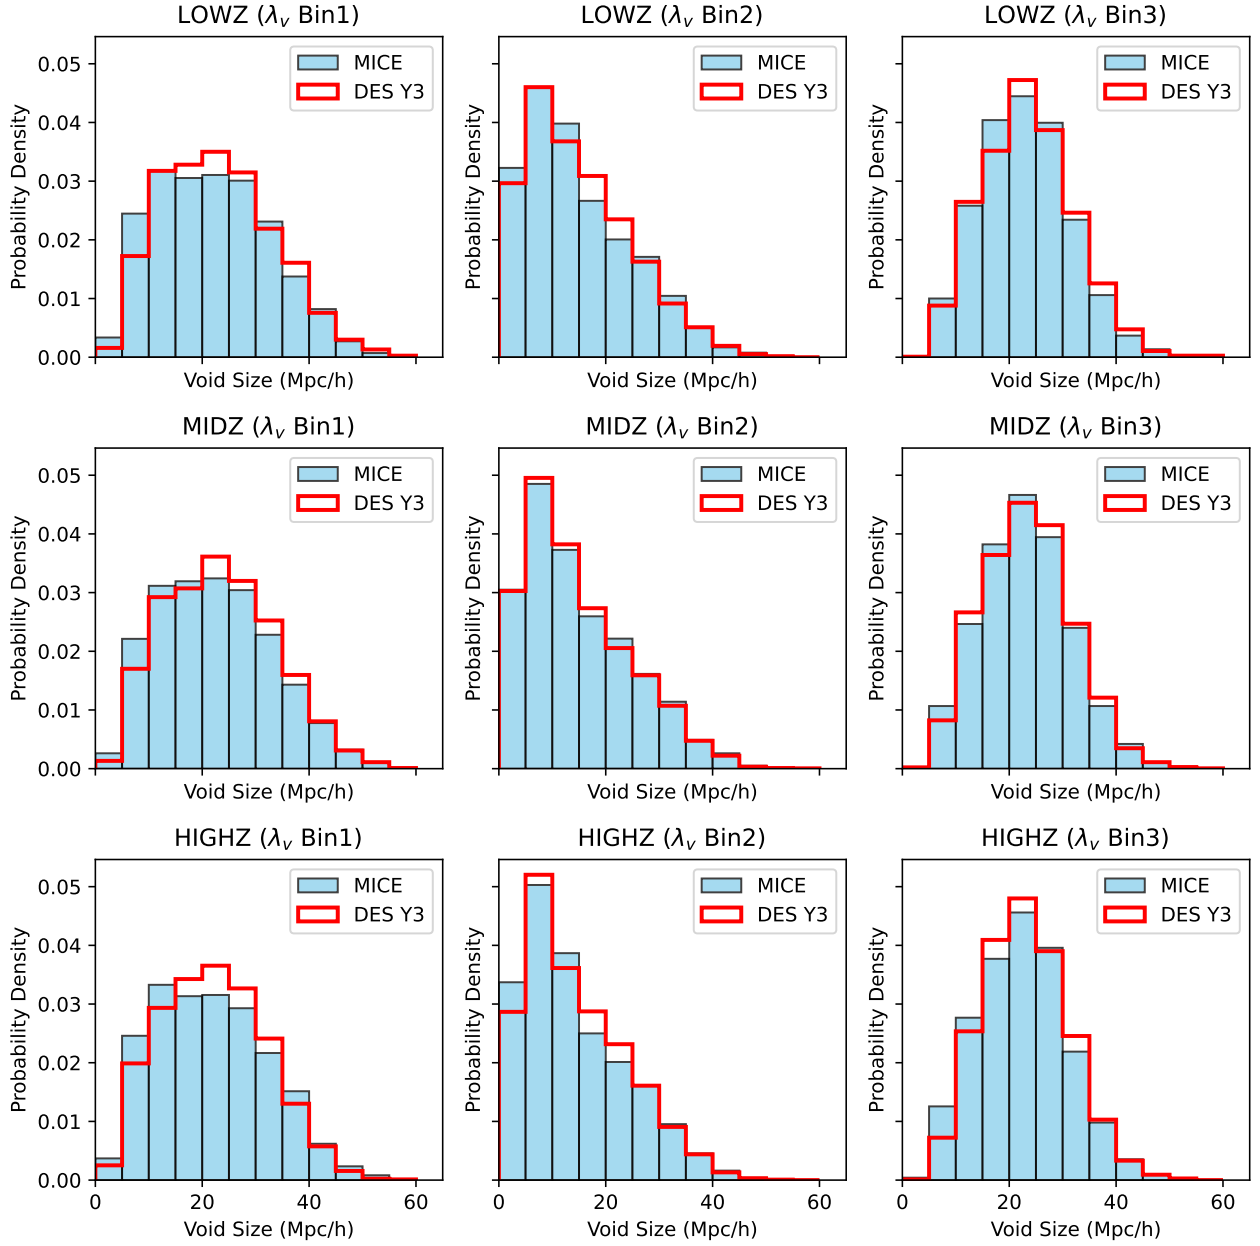 LOWZ (λv Bin1)
LOWZ (λv Bin2)
LOWZ (λv Bin3)
0.05
0.04
0.03
0.02
0.01
0.00
Probability Density
MICE
DES Y3
Void Size (Mpc/h)
Probability Density
MICE
DES Y3
Void Size (Mpc/h)
Probability Density
MICE
DES Y3
Void Size (Mpc/h)
MIDZ (λv Bin1)
MIDZ (λv Bin2)
MIDZ (λv Bin3)
0.05
0.04
0.03
0.02
0.01
0.00
Probability Density
MICE
DES Y3
Void Size (Mpc/h)
Probability Density
MICE
DES Y3
Void Size (Mpc/h)
Probability Density
MICE
DES Y3
Void Size (Mpc/h)
HIGHZ (λv Bin1)
HIGHZ (λv Bin2)
HIGHZ (λv Bin3)
0.05
0.04
0.03
0.02
0.01
0.00
Probability Density
MICE
DES Y3
0 20 40 60
Void Size (Mpc/h)
Probability Density
MICE
DES Y3
0 20 40 60
Void Size (Mpc/h)
Probability Density
MICE
DES Y3
0 20 40 60
Void Size (Mpc/h)